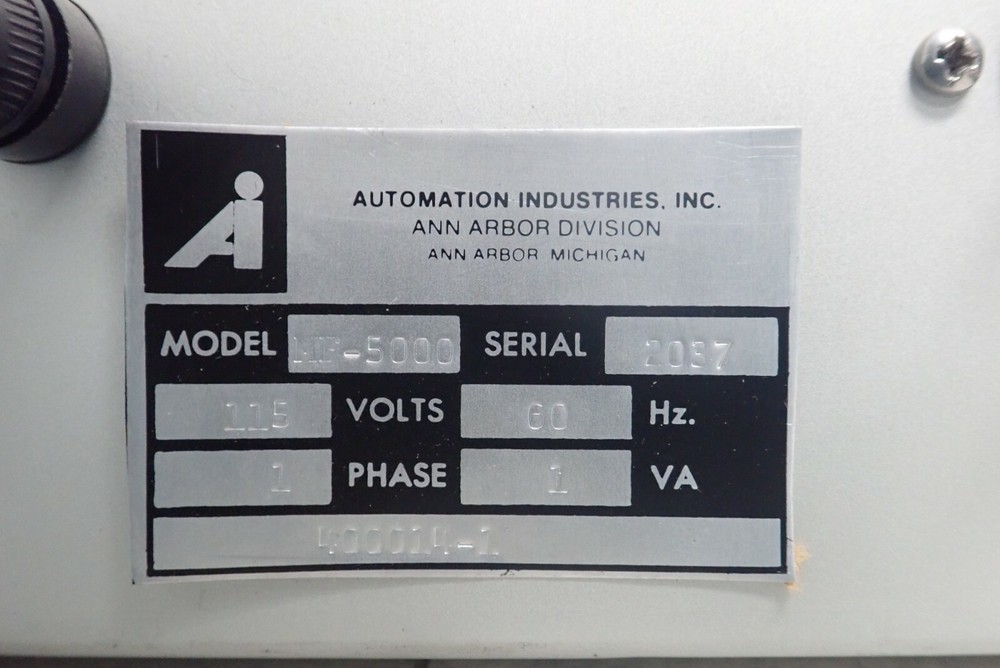 Ai
AUTOMATION INDUSTRIES, INC.
ANN ARBOR DIVISION
ANN ARBOR MICHIGAN
MODEL SERIAL 2037
115 VOLTS 60 Hz.
1 PHASE 1 VA
400014-1